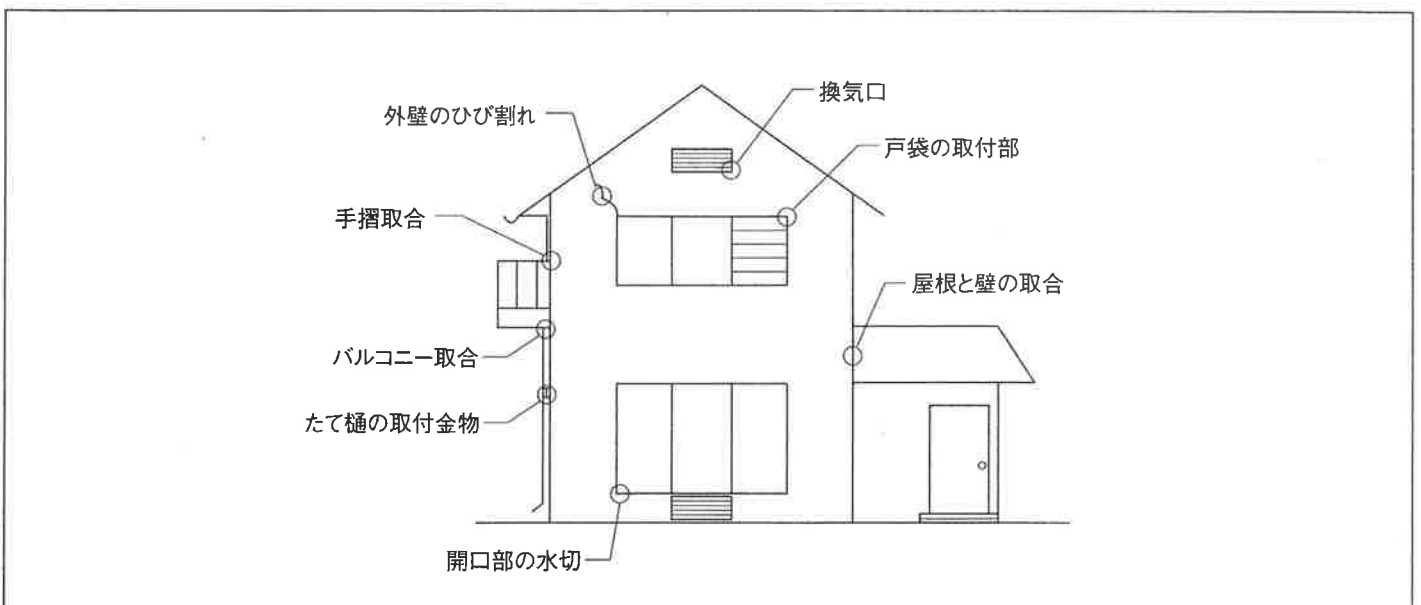 換気口
外壁のひび割れ
戸袋の取付部
手摺取合
屋根と壁の取合
バルコニー取合
たて樋の取付金物
開口部の水切